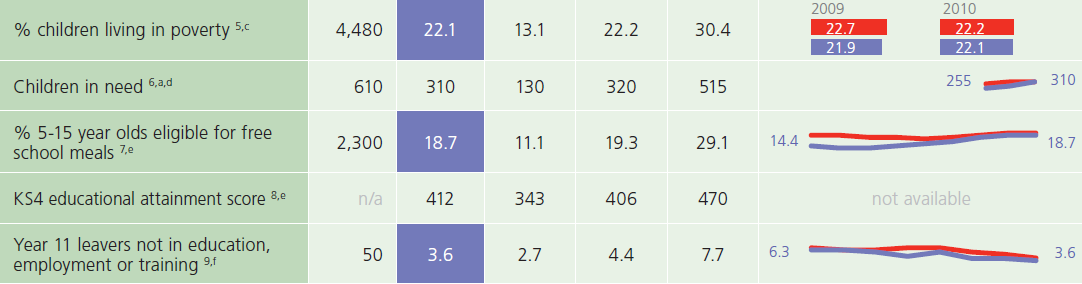 2009 2010
% children living in poverty 5,c 4,480 22.1 13.1 22.2 30.4 22.7 22.2
21.9 22.1
Children in need 6,a,d 610 310 130 320 515 255 310
% 5-15 year olds eligible for free
school meals 7,e 2,300 18.7 11.1 19.3 29.1 14.4 18.7
KS4 educational attainment score 8,e n/a 412 343 406 470 not available
Year 11 leavers not in education,
employment or training 9,f 50 3.6 2.7 4.4 7.7 6.3 3.6